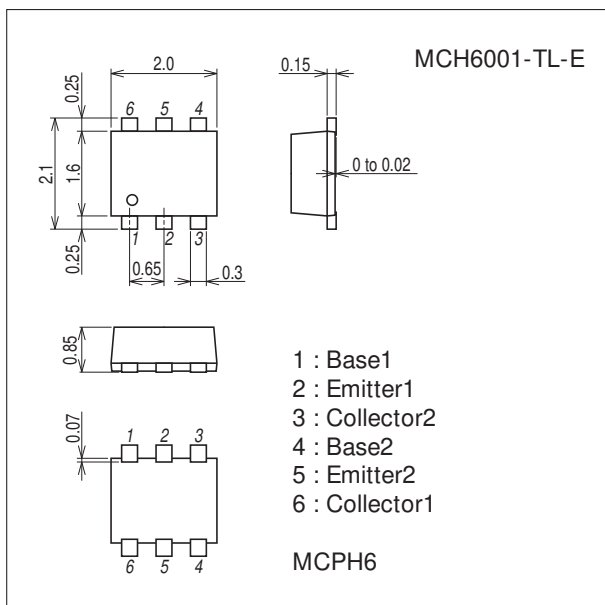 MCH6001-TL-E
2.0
0.15
0.25
6 5 4
2.1
1.6
0 to 0.02
1 2 3
0.25
0.65
0.3
0.85
1 : Base1
2 : Emitter1
3 : Collector2
4 : Base2
5 : Emitter2
6 : Collector1
0.07
1 2 3
6 5 4
MCPH6